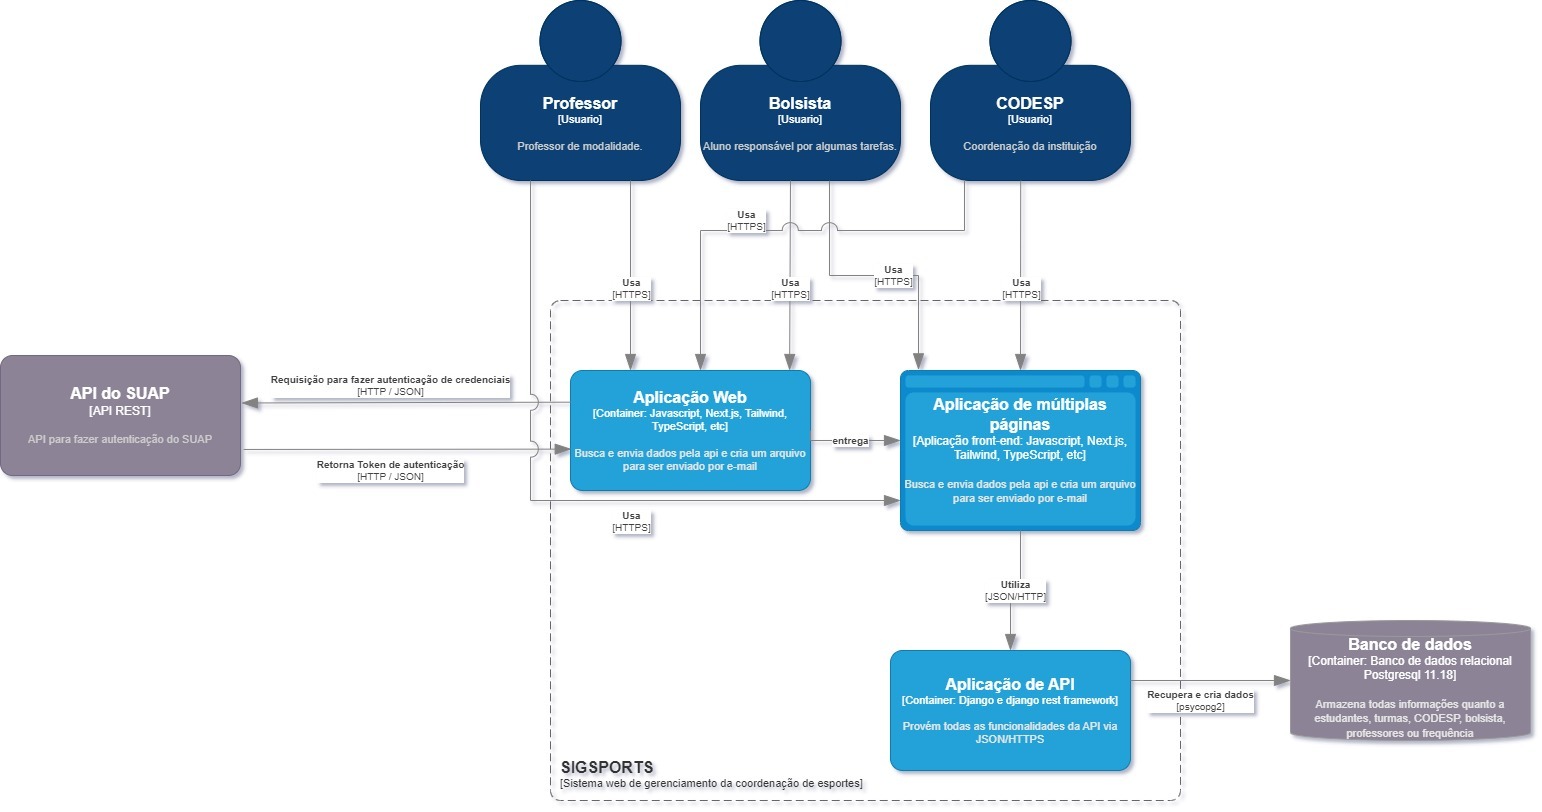 Professor
[Usuario]
Professor de modalidade.
Bolsista
[Usuario]
Aluno responsável por algumas tarefas.
CODESP
[Usuario]
Coordenação da instituição
Usa
[HTTPS]
Usa
[HTTPS]
Usa
[HTTPS]
Usa
[HTTPS]
Usa
[HTTPS]
API do SUAP
[API REST]
API para fazer autenticação do SUAP
Requisição para fazer autenticação de credenciais
[HTTP / JSON]
Retorna Token de autenticação
[HTTP / JSON]
Aplicação Web
[Container: Javascript, Next.js, Tailwind,
TypeScript, etc]
Busca e envia dados pela api e cria um arquivo
para ser enviado por e-mail
entrega
Aplicação de múltiplas
páginas
[Aplicação front-end: Javascript, Next.js,
Tailwind, TypeScript, etc]
Busca e envia dados pela api e cria um arquivo
para ser enviado por e-mail
Usa
[HTTPS]
Utiliza
[JSON/HTTP]
Aplicação de API
[Container: Django e django rest framework]
Provém todas as funcionalidades da API via
JSON/HTTPS
Recupera e cria dados
[psycopg2]
Banco de dados
[Container: Banco de dados relacional
Postgresql 11.18]
Armazena todas informações quanto a
estudantes, turmas, CODESP, bolsista,
professores ou frequência
SIGSPORTS
[Sistema web de gerenciamento da coordenação de esportes]